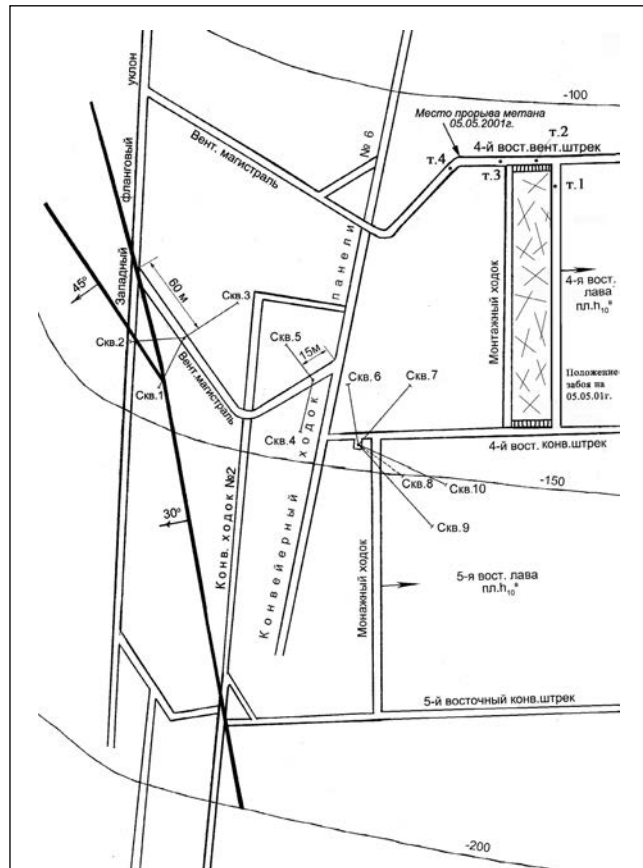 -100
Место прорыва метана
05.05.2001г.
т.2
4-й вост.вент.штрек
т.4
т.3
т.1
Вент. магистраль
№ 6
панели
уклон
фланговый
Западный
45º
60 м
Скв.3
Скв.2
Скв.1
Вент.магистраль
Скв.5
15м
Скв.6
Скв.7
Скв.4
ходок
Конвейерный
Конв. ходок №2
Монтажный ходок
4-я вост.
лава
пл.h₁₀ᴮ
Положение
забоя на
05.05.01г.
4-й вост. конв.штрек
-150
Скв.8
Скв.10
Скв.9
30º
Монажный ходок
5-я вост. лава
пл.h₁₀ᴮ
5-й восточный конв.штрек
-200